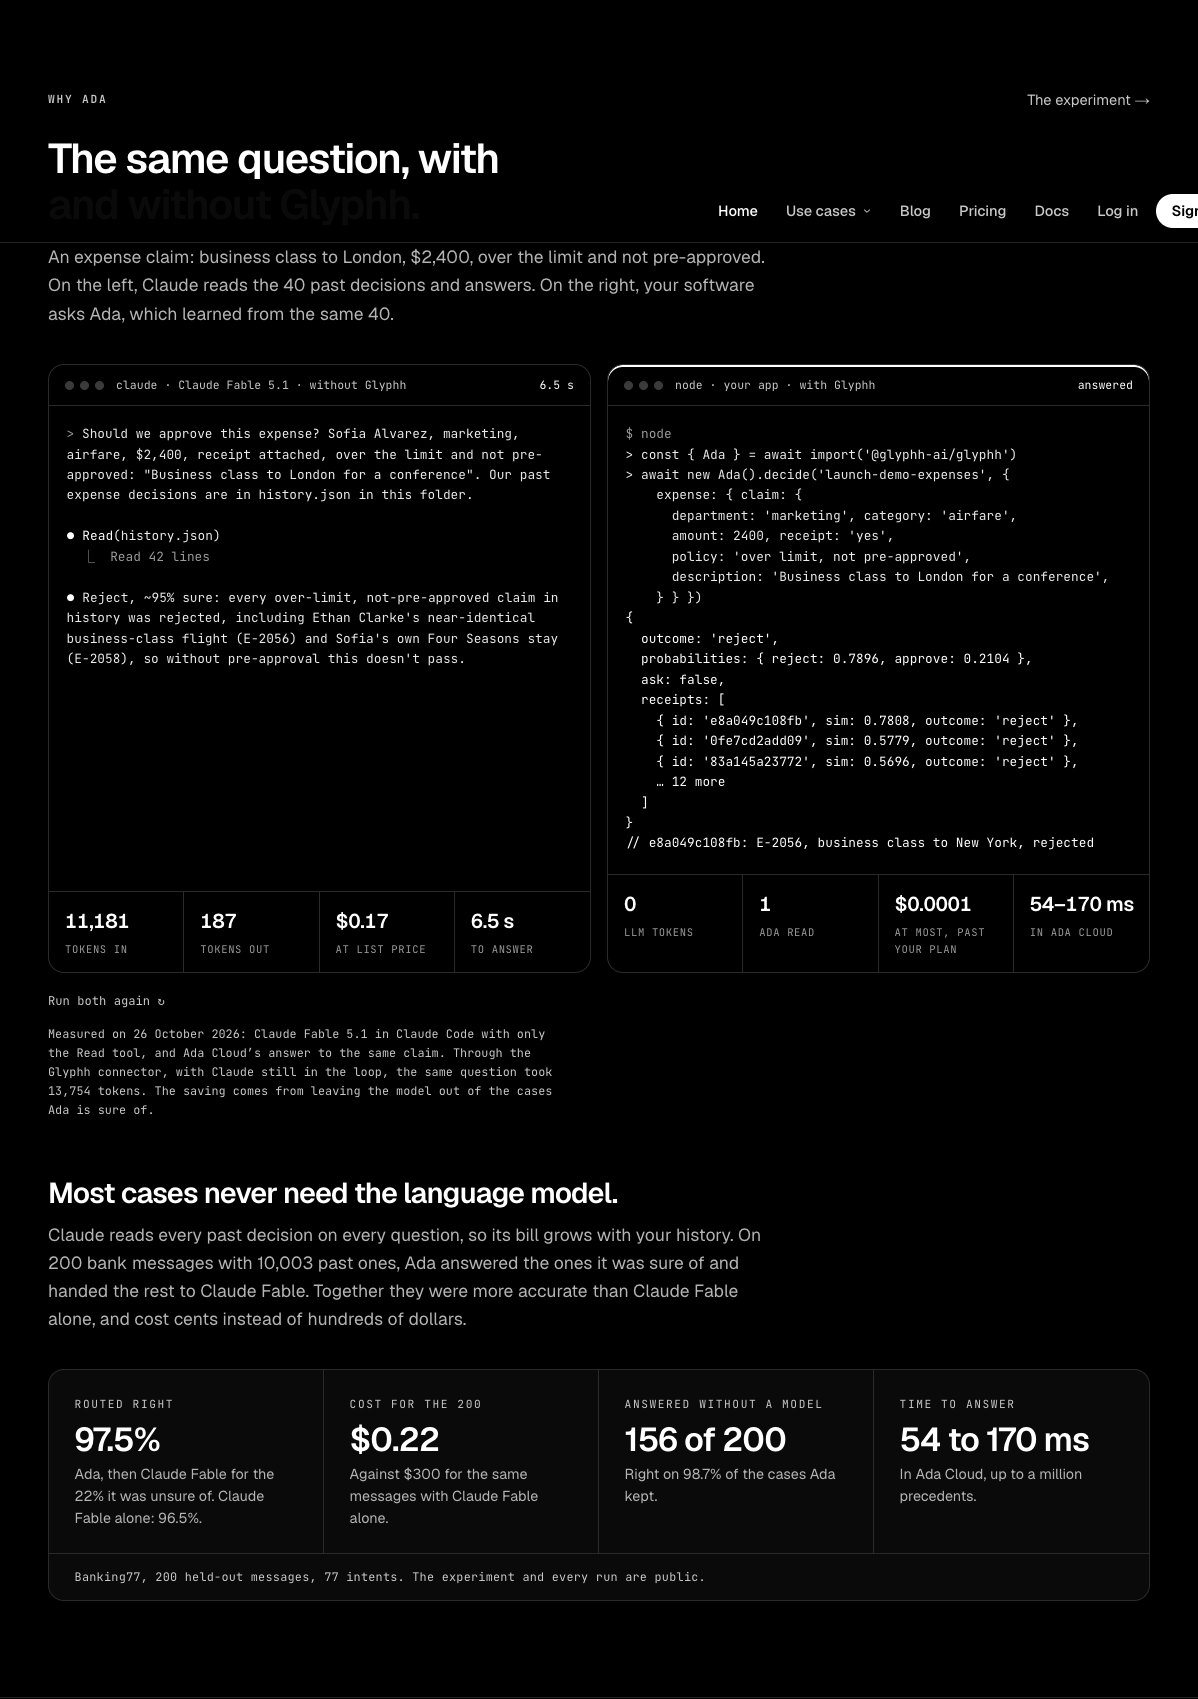 WHY ADA
The experiment →
The same question, with
and without Glyphh.
Home
Use cases
Blog
Pricing
Docs
Log in
Sign
An expense claim: business class to London, $2,400, over the limit and not pre-approved.
On the left, Claude reads the 40 past decisions and answers. On the right, your software
asks Ada, which learned from the same 40.
claude · Claude Fable 5.1 · without Glyphh
6.5 s
> Should we approve this expense? Sofia Alvarez, marketing,
airfare, $2,400, receipt attached, over the limit and not pre-
approved: "Business class to London for a conference". Our past
expense decisions are in history.json in this folder.
● Read(history.json)
⎿ Read 42 lines
● Reject, ~95% sure: every over-limit, not-pre-approved claim in
history was rejected, including Ethan Clarke's near-identical
business-class flight (E-2056) and Sofia's own Four Seasons stay
(E-2058), so without pre-approval this doesn't pass.
11,181
TOKENS IN
187
TOKENS OUT
$0.17
AT LIST PRICE
6.5 s
TO ANSWER
node · your app · with Glyphh
answered
$ node
> const { Ada } = await import('@glyphh-ai/glyphh')
> await new Ada().decide('launch-demo-expenses', {
expense: { claim: {
department: 'marketing', category: 'airfare',
amount: 2400, receipt: 'yes',
policy: 'over limit, not pre-approved',
description: 'Business class to London for a conference',
} } })
{
outcome: 'reject',
probabilities: { reject: 0.7896, approve: 0.2104 },
ask: false,
receipts: [
{ id: 'e8a049c108fb', sim: 0.7808, outcome: 'reject' },
{ id: '0fe7cd2add09', sim: 0.5779, outcome: 'reject' },
{ id: '83a145a23772', sim: 0.5696, outcome: 'reject' },
… 12 more
]
}
// e8a049c108fb: E-2056, business class to New York, rejected
0
LLM TOKENS
1
ADA READ
$0.0001
AT MOST, PAST
YOUR PLAN
54–170 ms
IN ADA CLOUD
Run both again ↻
Measured on 26 October 2026: Claude Fable 5.1 in Claude Code with only
the Read tool, and Ada Cloud’s answer to the same claim. Through the
Glyphh connector, with Claude still in the loop, the same question took
13,754 tokens. The saving comes from leaving the model out of the cases
Ada is sure of.
Most cases never need the language model.
Claude reads every past decision on every question, so its bill grows with your history. On
200 bank messages with 10,003 past ones, Ada answered the ones it was sure of and
handed the rest to Claude Fable. Together they were more accurate than Claude Fable
alone, and cost cents instead of hundreds of dollars.
ROUTED RIGHT
97.5%
Ada, then Claude Fable for the
22% it was unsure of. Claude
Fable alone: 96.5%.
COST FOR THE 200
$0.22
Against $300 for the same
messages with Claude Fable
alone.
ANSWERED WITHOUT A MODEL
156 of 200
Right on 98.7% of the cases Ada
kept.
TIME TO ANSWER
54 to 170 ms
In Ada Cloud, up to a million
precedents.
Banking77, 200 held-out messages, 77 intents. The experiment and every run are public.